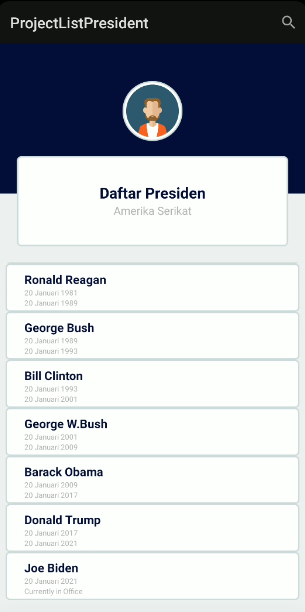 ProjectListPresident
Daftar Presiden
Amerika Serikat
Ronald Reagan
20 Januari 1981
20 Januari 1989
George Bush
20 Januari 1989
20 Januari 1993
Bill Clinton
20 Januari 1993
20 Januari 2001
George W.Bush
20 Januari 2001
20 Januari 2009
Barack Obama
20 Januari 2009
20 Januari 2017
Donald Trump
20 Januari 2017
20 Januari 2021
Joe Biden
20 Januari 2021
Currently In Office